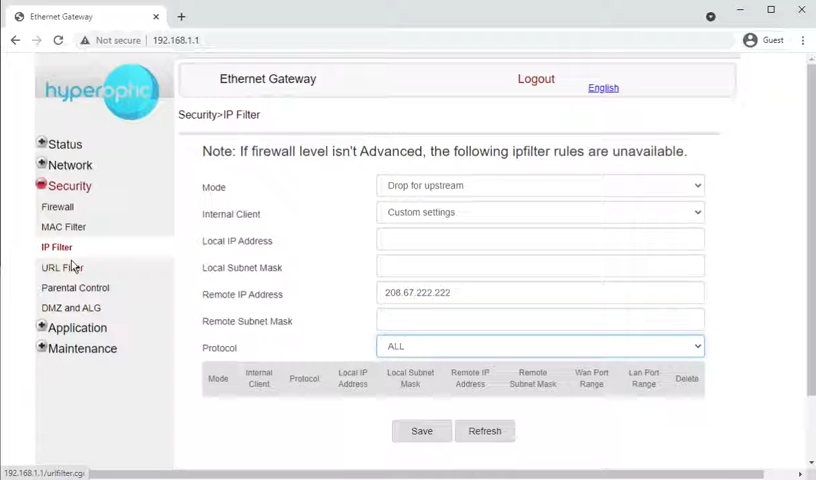 Ethernet Gateway
Not secure 192.168.1.1
Guest
hyperoptic
Ethernet Gateway
Logout
English
Security>IP Filter
Status
Network
Security
Firewall
MAC Filter
IP Filter
URL Filter
Parental Control
DMZ and ALG
Application
Maintenance
Note: If firewall level isn't Advanced, the following ipfilter rules are unavailable.
Mode Drop for upstream
Internal Client Custom settings
Local IP Address
Local Subnet Mask
Remote IP Address 208.67.222.222
Remote Subnet Mask
Protocol ALL
Mode Internal Client Protocol Local IP Address Local Subnet Mask Remote IP Address Remote Subnet Mask Wan Port Range Lan Port Range Delete
Save Refresh
192.168.1.1/urlfilter.cgi